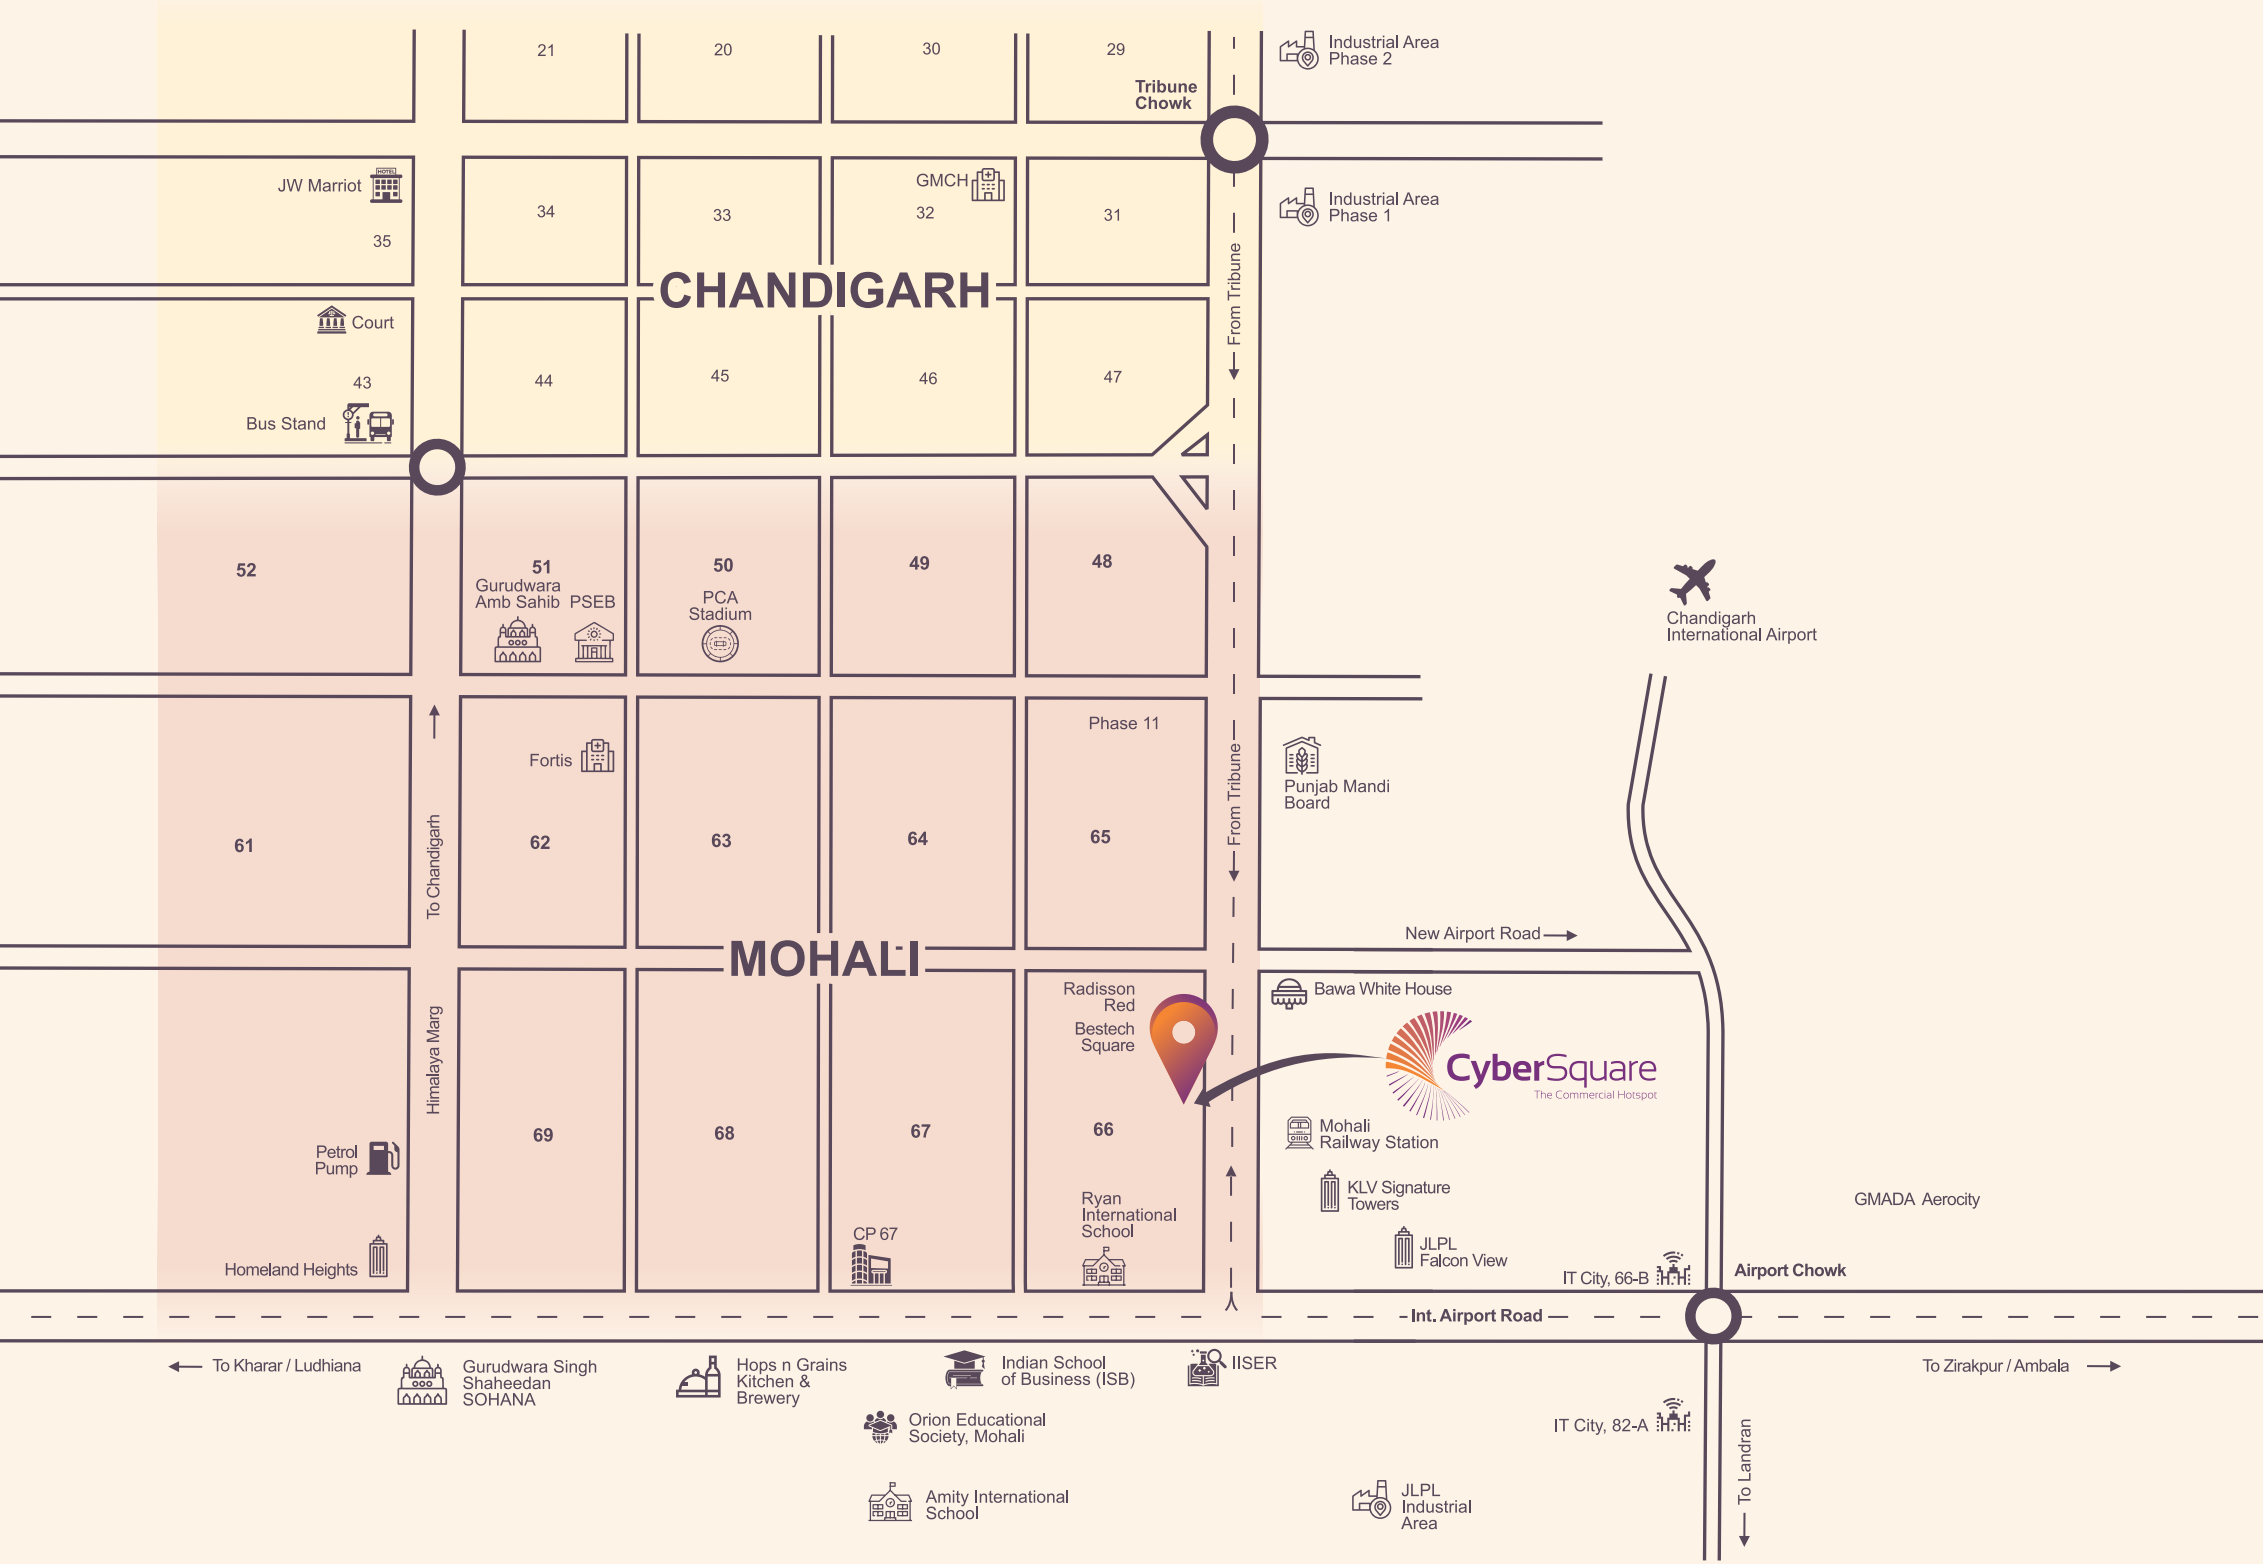 21
20
30
29
Industrial Area
Phase 2
Tribune
Chowk
JW Marriot
HOTEL
35
34
33
GMCH
32
31
Industrial Area
Phase 1
CHANDIGARH
From Tribune
Court
43
Bus Stand
44
45
46
47
52
51
Gurudwara
Amb Sahib
PSEB
50
PCA
Stadium
49
48
Chandigarh
International Airport
61
To Chandigarh
Fortis
62
63
64
Phase 11
65
From Tribune
Punjab Mandi
Board
New Airport Road
MOHALI
Himalaya Marg
Radisson
Red
Bestech
Square
Bawa White House
CyberSquare
The Commercial Hotspot
Petrol
Pump
69
68
67
66
Mohali
Railway Station
KLV Signature
Towers
GMADA Aerocity
Ryan
International
School
CP 67
Homeland Heights
JLPL
Falcon View
IT City, 66-B
Airport Chowk
Int. Airport Road
To Kharar / Ludhiana
Gurudwara Singh
Shaheedan
SOHANA
Hops n Grains
Kitchen &
Brewery
Indian School
of Business (ISB)
IISER
To Zirakpur / Ambala
Orion Educational
Society, Mohali
IT City, 82-A
To Landran
Amity International
School
JLPL
Industrial
Area